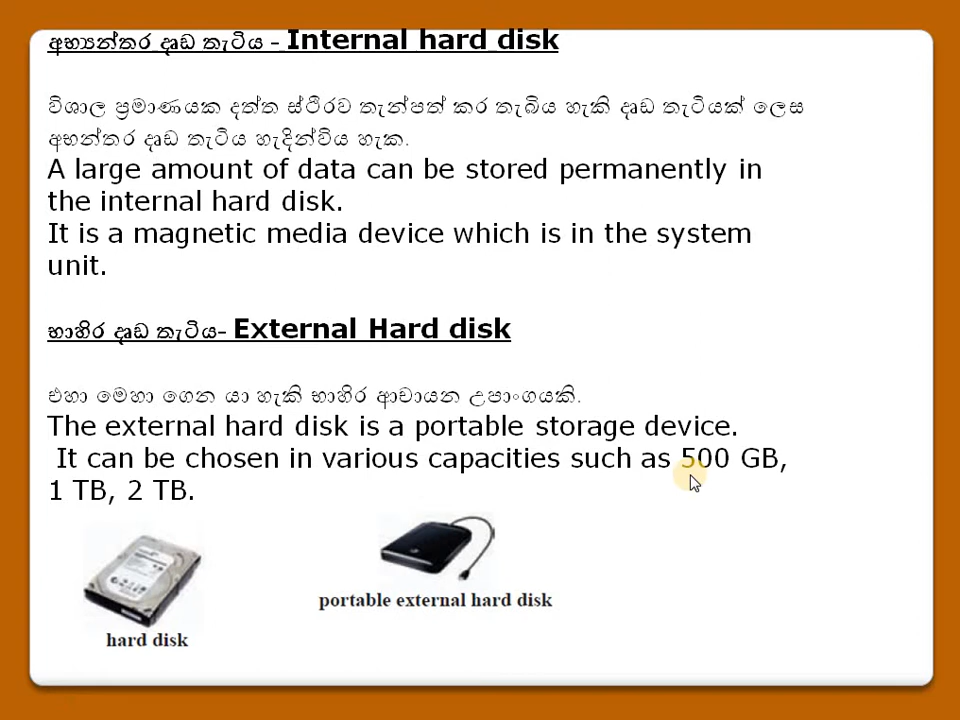 අභ්‍යන්තර දෘඩ තැටිය - Internal hard disk
විශාල ප්‍රමාණයක දත්ත ස්ථිරව තැන්පත් කර තැබිය හැකි දෘඩ තැටියක් ලෙස
අභන්තර දෘඩ තැටිය හැඳින්විය හැක.
A large amount of data can be stored permanently in
the internal hard disk.
It is a magnetic media device which is in the system
unit.
භාහිර දෘඩ තැටිය- External Hard disk
එහා මෙහා ගෙන යා හැකි භාහිර ආචායන උපාංගයකි.
The external hard disk is a portable storage device.
It can be chosen in various capacities such as 500 GB,
1 TB, 2 TB.
portable external hard disk
hard disk